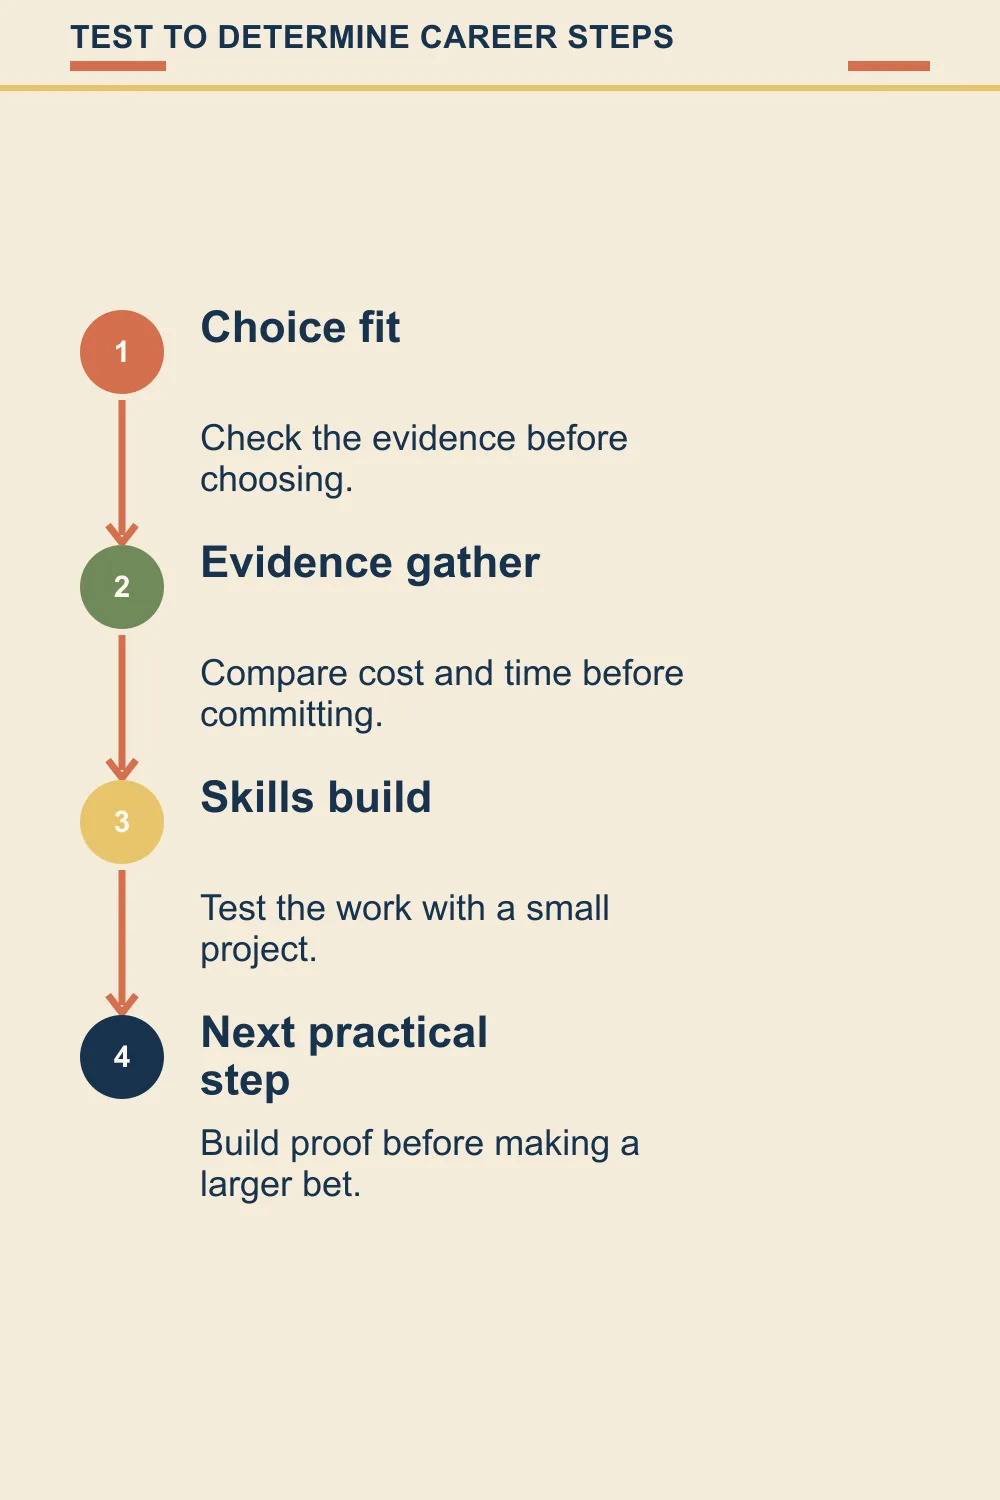 TEST TO DETERMINE CAREER STEPS
1
Choice fit
Check the evidence before
choosing.
2
Evidence gather
Compare cost and time before
committing.
3
Skills build
Test the work with a small
project.
4
Next practical
step
Build proof before making a
larger bet.